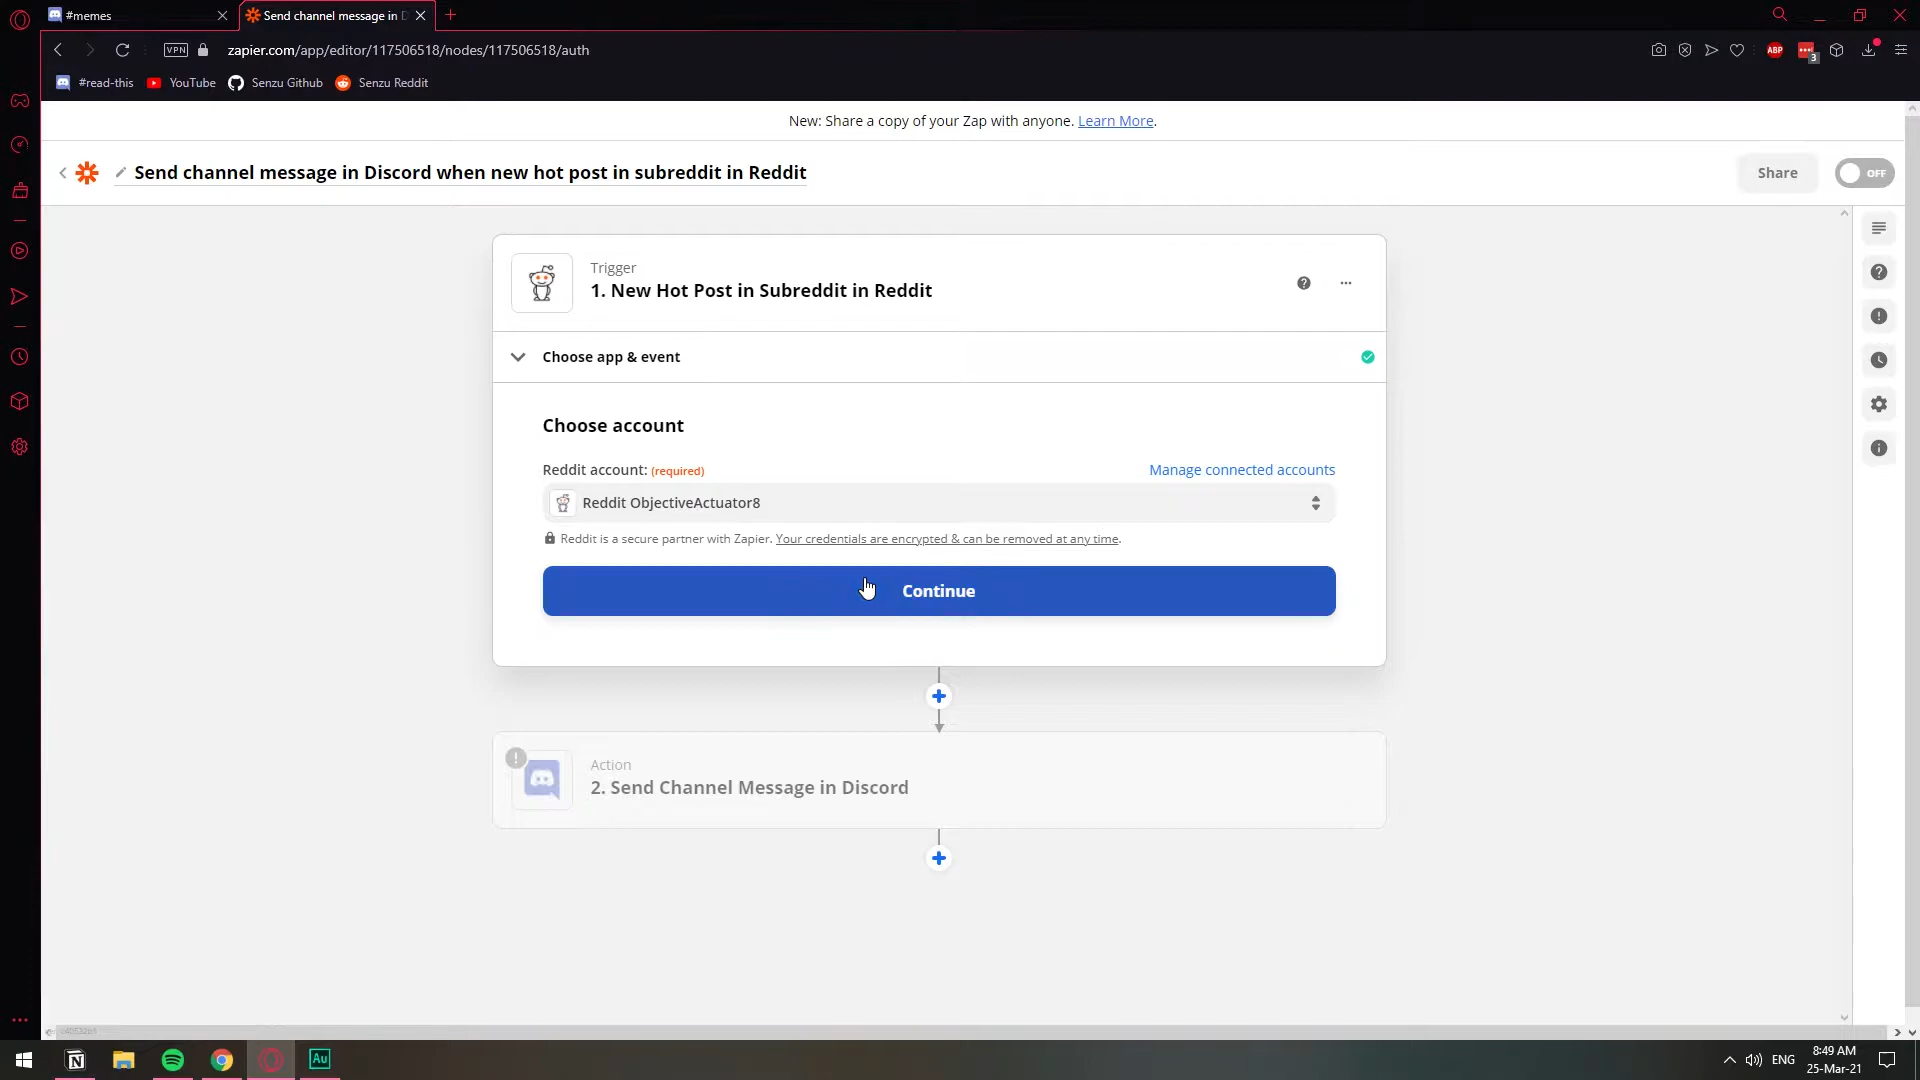 #memes
Send channel message in D
VPN
zapier.com/app/editor/117506518/nodes/117506518/auth
ABP
3
#read-this
YouTube
Senzu Github
Senzu Reddit
New: Share a copy of your Zap with anyone. Learn More.
Send channel message in Discord when new hot post in subreddit in Reddit
Share
OFF
Trigger
1. New Hot Post in Subreddit in Reddit
Choose app & event
Choose account
Reddit account: (required)
Manage connected accounts
Reddit ObjectiveActuator8
Reddit is a secure partner with Zapier. Your credentials are encrypted & can be removed at any time.
Continue
Action
2. Send Channel Message in Discord
Au
ENG
8:49 AM
25-Mar-21